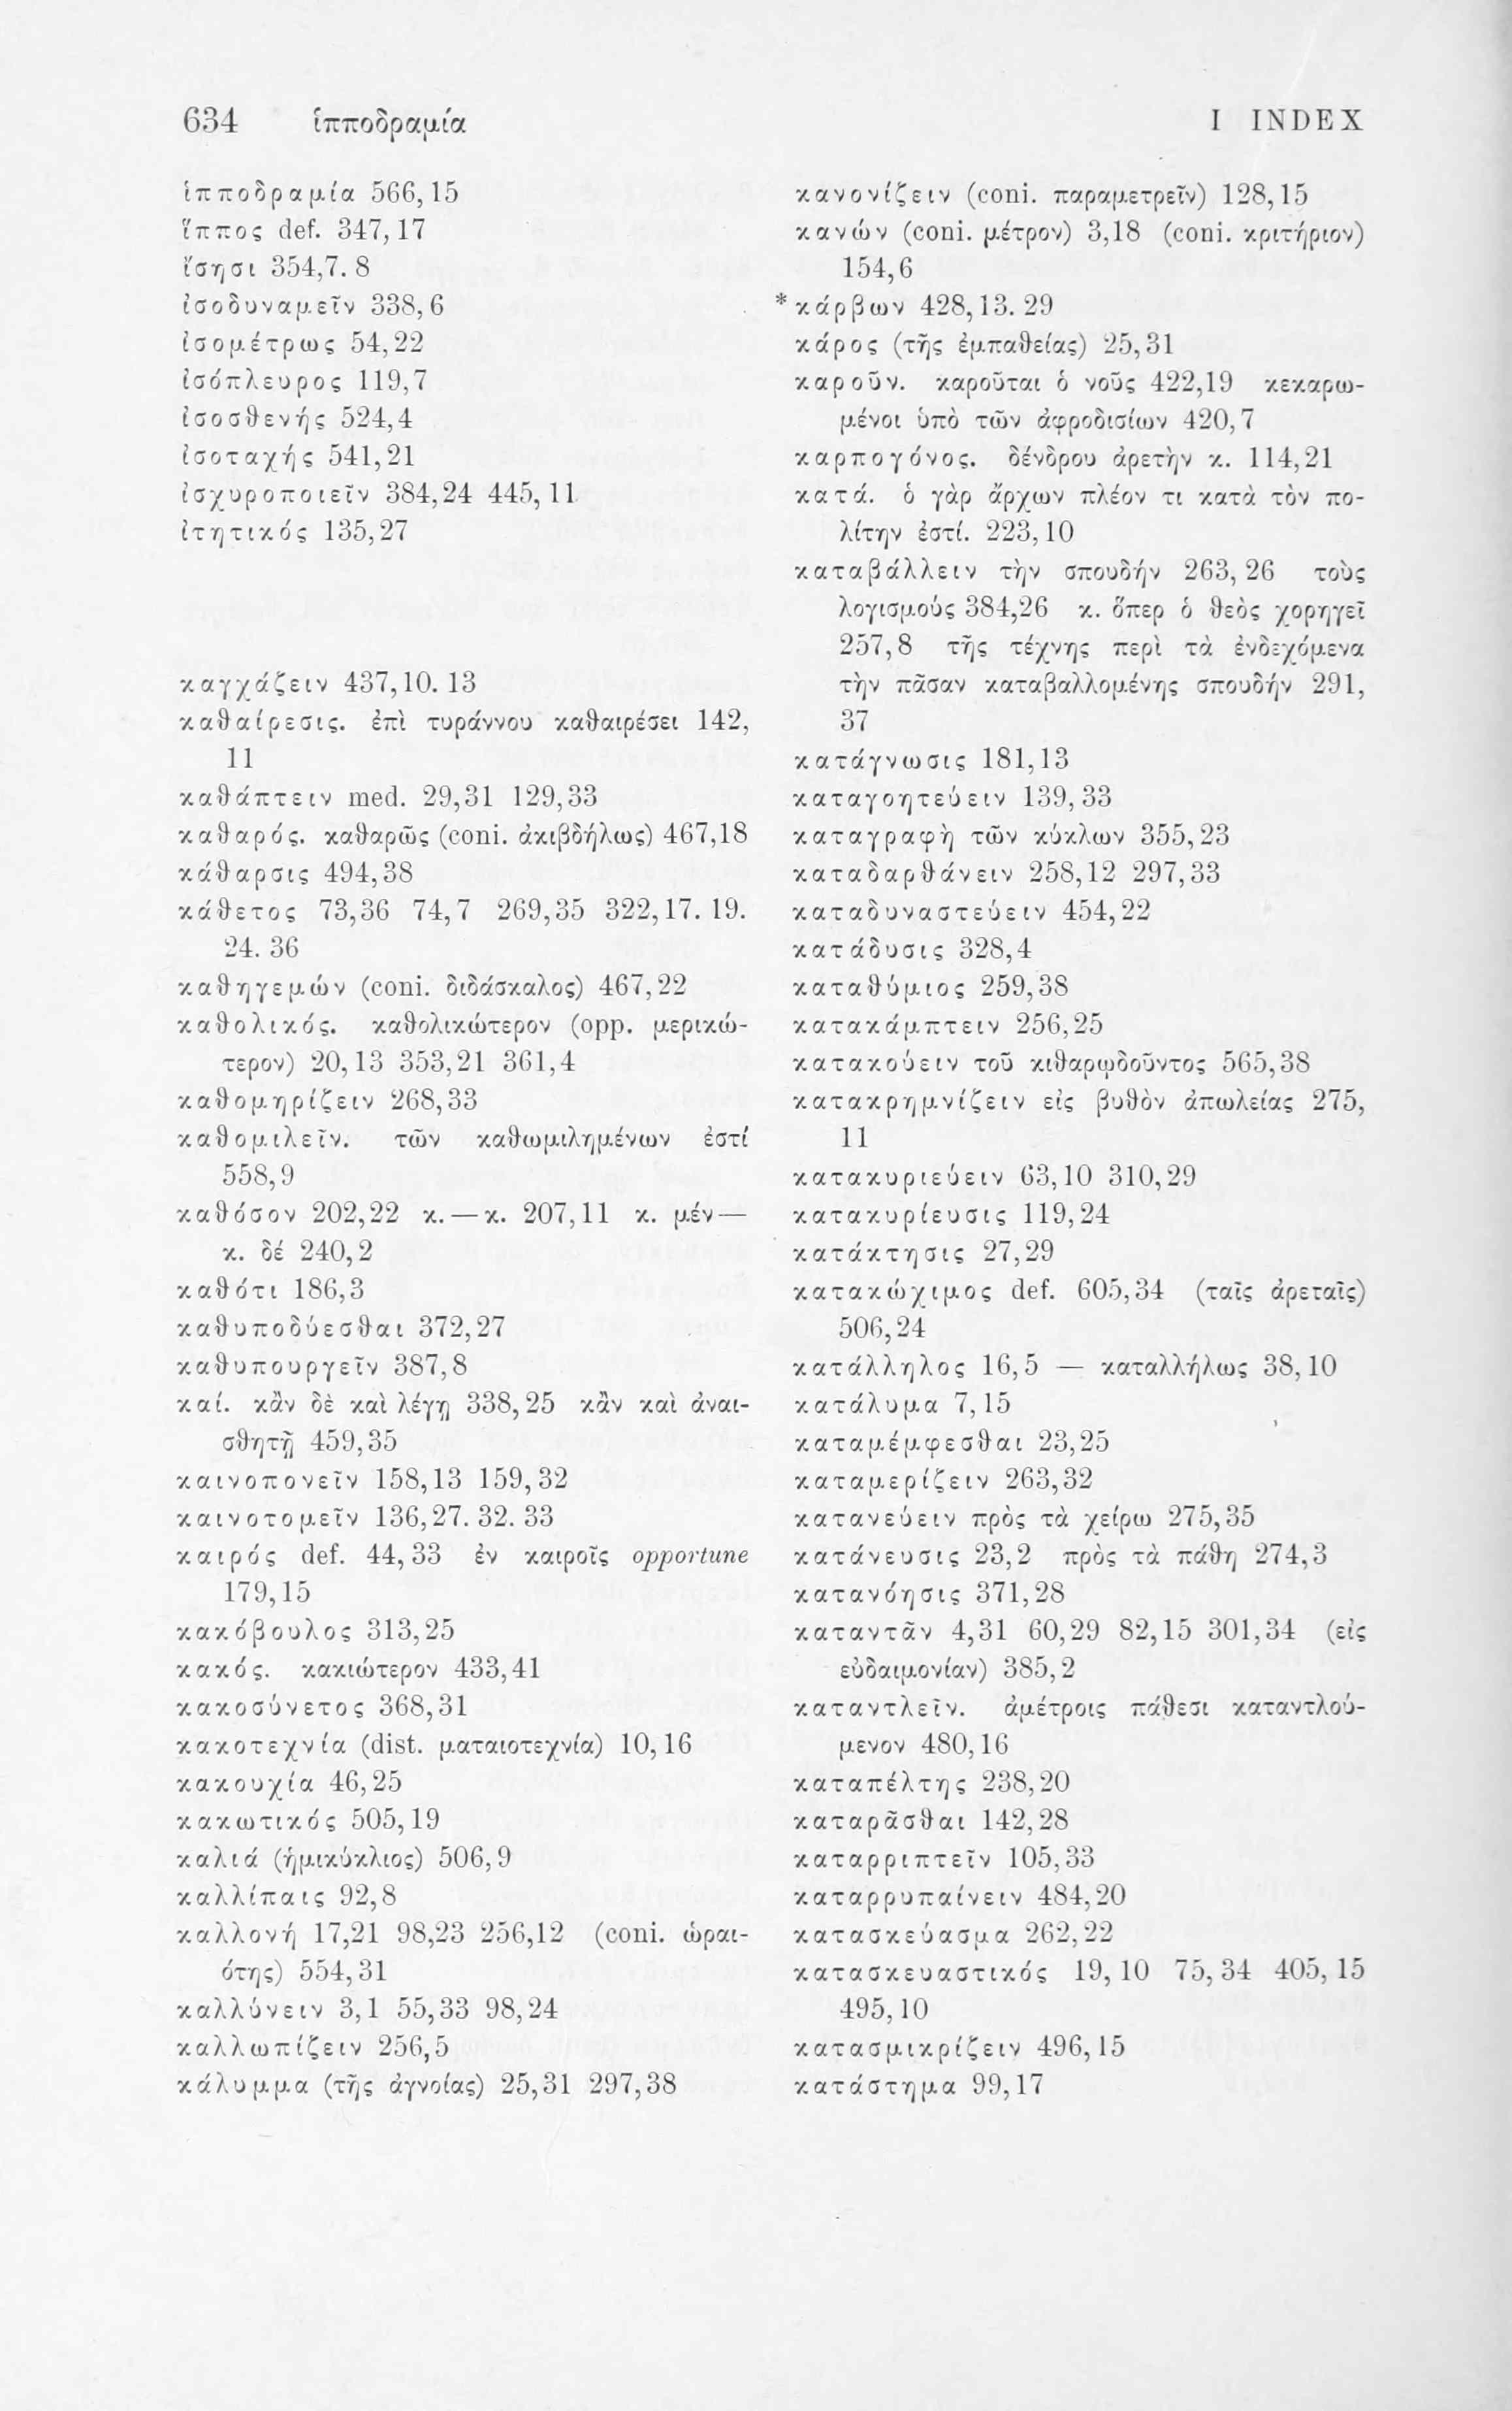 634 ἱπποδραμία I INDEX
ἱπποδραμία 566,15
ἵππος def. 347,17
ἴσησι 354,7. 8
ἰσοδυναμεῖν 338,6
ἰσομέτρως 54,22
ἰσόπλευρος 119,7
ἰσοσθενής 524,4
ἰσοταχής 541,21
ἰσχυροποιεῖν 384,24 445,11
ἰτητικός 135,27
καγχάζειν 437,10. 13
καθαίρεσις. ἐπὶ τυράννου καθαιρέσει 142,
11
καθάπτειν med. 29,31 129,33
καθαρός. καθαρῶς (coni. ἀκιβδήλως) 467,18
κάθαρσις 494,38
κάθετος 73,36 74,7 269,35 322,17. 19.
24. 36
καθηγεμών (coni. διδάσκαλος) 467,22
καθολικός. καθολικώτερον (opp. μερικώ-
τερον) 20,13 353,21 361,4
καθομηρίζειν 268,33
καθομιλεῖν. τῶν καθωμιλημένων ἐστί
558,9
καθόσον 202,22 κ. — κ. 207,11 κ. μέν —
κ. δέ 240,2
καθότι 186,3
καθυποδύεσθαι 372,27
καθυπουργεῖν 387,8
καί. κἂν δὲ καὶ λέγῃ 338,25 κἂν καὶ ἀναι-
σθητῇ 459,35
καινοπονεῖν 158,13 159,32
καινοτομεῖν 136,27. 32. 33
καιρός def. 44,33 ἐν καιροῖς opportune
179,15
κακόβουλος 313,25
κακός. κακιώτερον 433,41
κακοσύνετος 368,31
κακοτεχνία (dist. ματαιοτεχνία) 10,16
κακουχία 46,25
κακωτικός 505,19
καλιά (ἡμικύκλιος) 506,9
καλλίπαις 92,8
καλλονή 17,21 98,23 256,12 (coni. ὡραι-
ότης) 554,31
καλλύνειν 3,1 55,33 98,24
καλλωπίζειν 256,5
κάλυμμα (τῆς ἀγνοίας) 25,31 297,38
κανονίζειν (coni. παραμετρεῖν) 128,15
κανών (coni. μέτρον) 3,18 (coni. κριτήριον)
154,6
*κάρβων 428,13. 29
κάρος (τῆς ἐμπαθείας) 25,31
καροῦν. καροῦται ὁ νοῦς 422,19 κεκαρω-
μένοι ὑπὸ τῶν ἀφροδισίων 420,7
καρπογόνος. δένδρου ἀρετὴν κ. 114,21
κατά. ὁ γὰρ ἄρχων πλέον τι κατὰ τὸν πο-
λίτην ἐστί. 223,10
καταβάλλειν τὴν σπουδήν 263,26 τοὺς
λογισμούς 384,26 κ. ὅπερ ὁ θεὸς χορηγεῖ
257,8 τῆς τέχνης περὶ τὰ ἐνδεχόμενα
τὴν πᾶσαν καταβαλλομένης σπουδήν 291,
37
κατάγνωσις 181,13
καταγοητεύειν 139,33
καταγραφὴ τῶν κύκλων 355,23
καταδαρθάνειν 258,12 297,33
καταδυναστεύειν 454,22
κατάδυσις 328,4
καταθύμιος 259,38
κατακάμπτειν 256,25
κατακούειν τοῦ κιθαρῳδοῦντος 565,38
κατακρημνίζειν εἰς βυθὸν ἀπωλείας 275,
11
κατακυριεύειν 63,10 310,29
κατακυρίευσις 119,24
κατάκτησις 27,29
κατακώχιμος def. 605,34 (ταῖς ἀρεταῖς)
506,24
κατάλληλος 16,5 — καταλλήλως 38,10
κατάλυμα 7,15
καταμέμφεσθαι 23,25
καταμερίζειν 263,32
κατανεύειν πρὸς τὰ χείρω 275,35
κατάνευσις 23,2 πρὸς τὰ πάθη 274,3
κατανόησις 371,28
καταντᾶν 4,31 60,29 82,15 301,34 (εἰς
εὐδαιμονίαν) 385,2
καταντλεῖν. ἀμέτροις πάθεσι καταντλού-
μενον 480,16
καταπέλτης 238,20
καταρᾶσθαι 142,28
καταρριπτεῖν 105,33
καταρρυπαίνειν 484,20
κατασκεύασμα 262,22
κατασκευαστικός 19,10 75,34 405,15
495,10
κατασμικρίζειν 496,15
κατάστημα 99,17